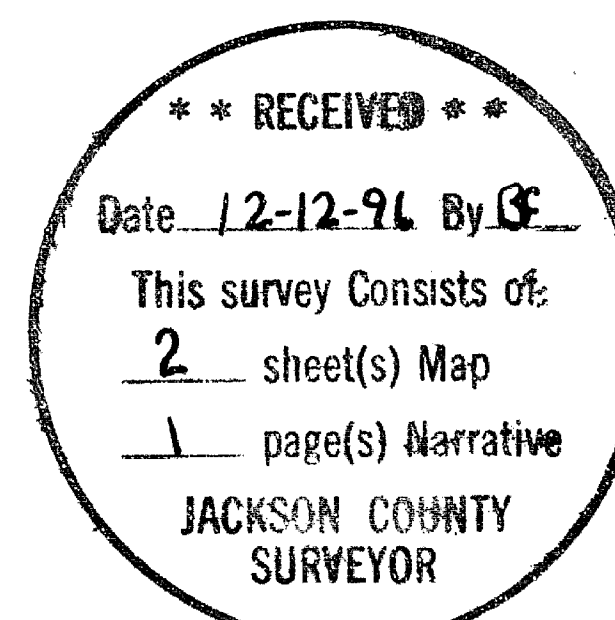 * * RECEIVED * *
Date 12-12-96 By BF
This survey Consists of:
2 sheet(s) Map
1 page(s) Narrative
JACKSON COUNTY
SURVEYOR